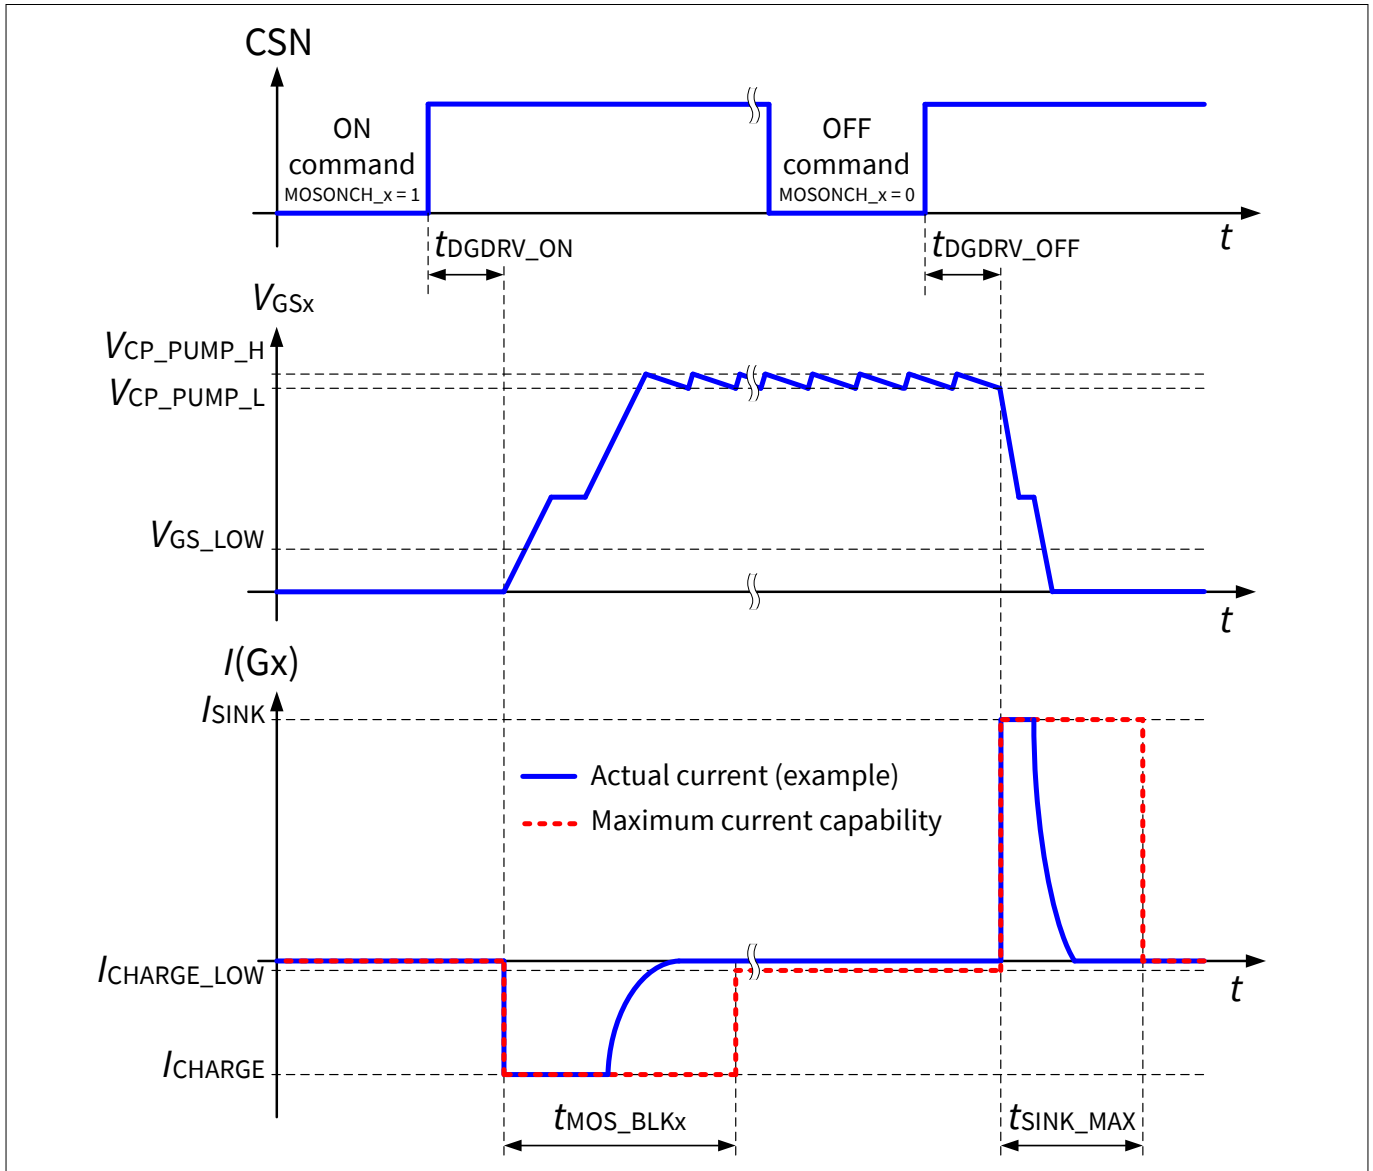 CSN
ON
command
MOSONCH_x = 1
OFF
command
MOSONCH_x = 0
t
tDGDRV_ON
tDGDRV_OFF
VGSx
VCP_PUMP_H
VCP_PUMP_L
VGS_LOW
t
I(Gx)
ISINK
Actual current (example)
Maximum current capability
ICHARGE_LOW
t
ICHARGE
tMOS_BLKx
tSINK_MAX